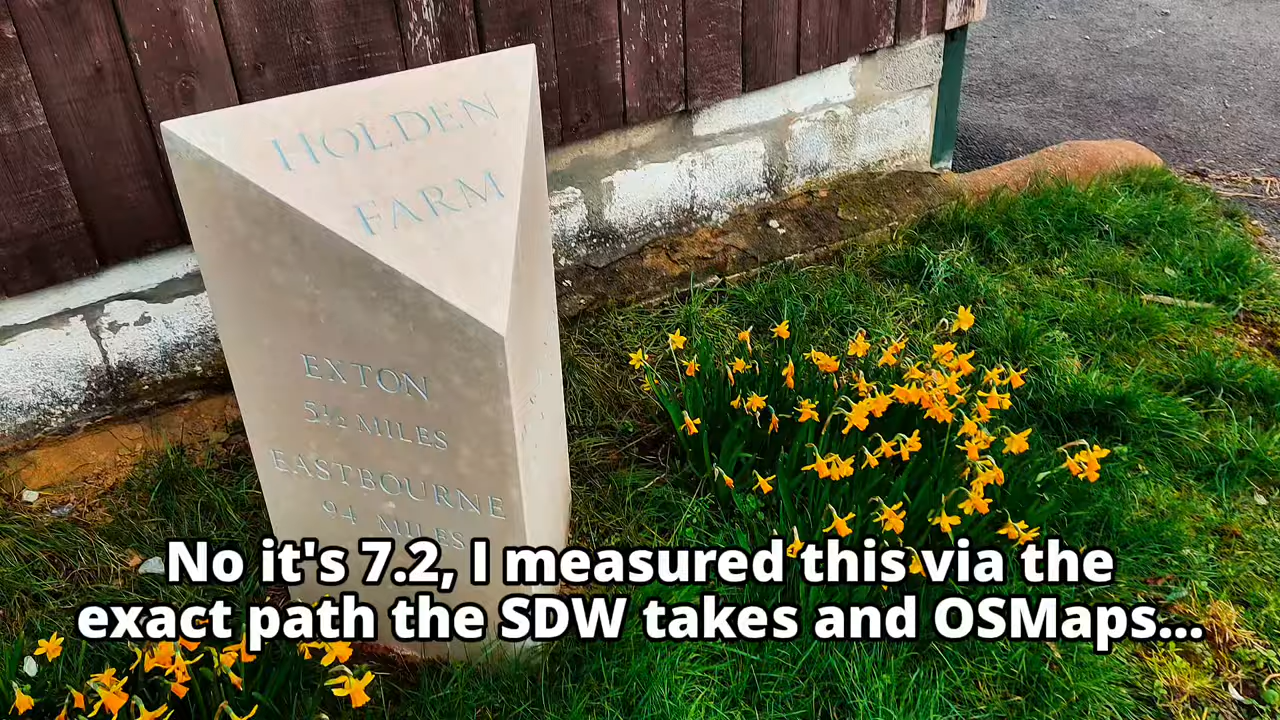 HOLDEN
FARM
EXTON
5½ MILES
EASTBOURNE
94 MILES
No it's 7.2, I measured this via the
exact path the SDW takes and OSMaps...